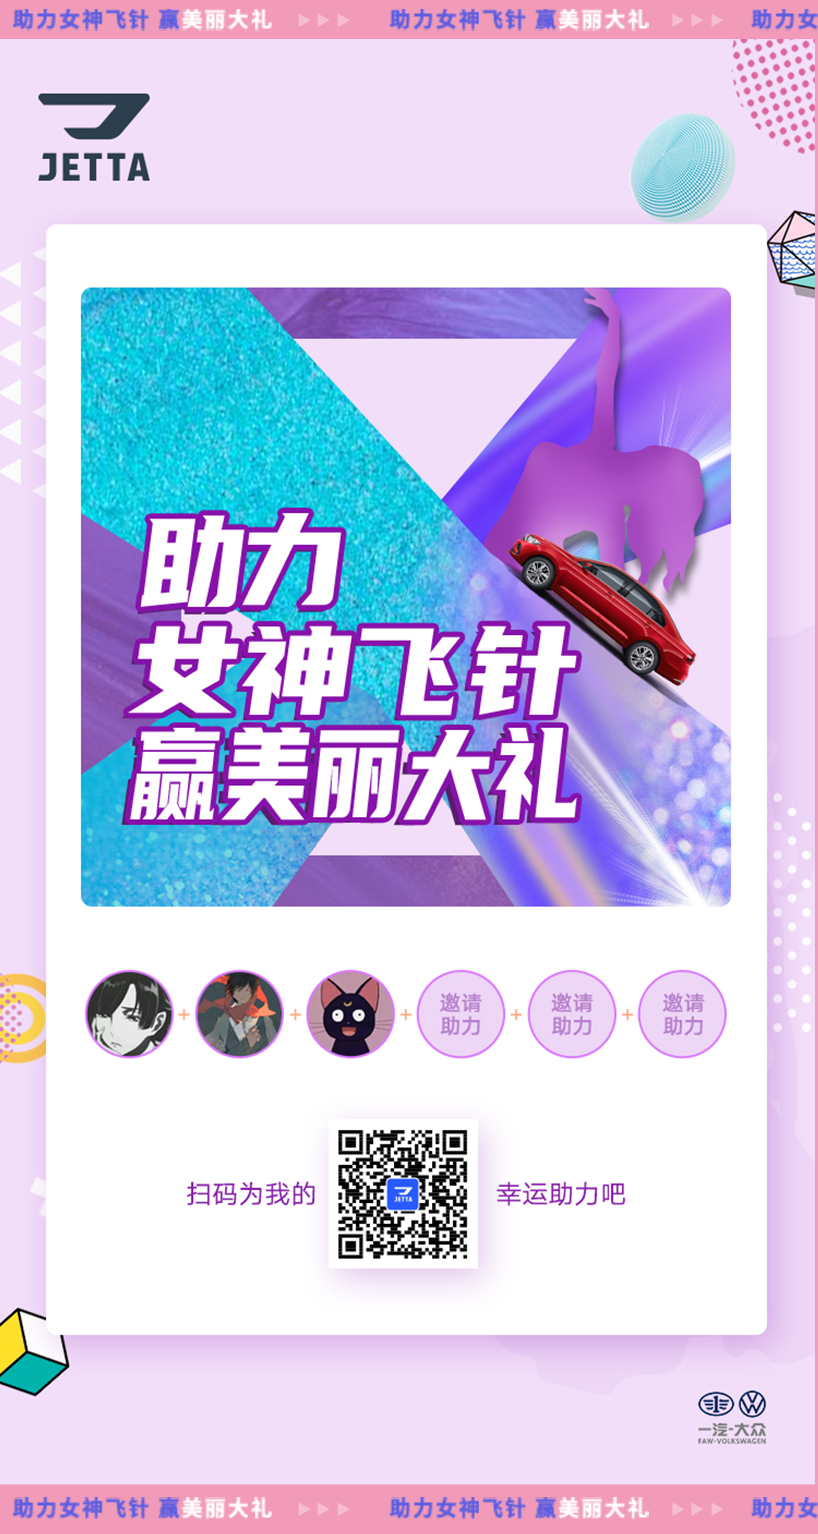 助力女神飞针 赢美丽大礼 助力女神飞针 赢美丽大礼 助力女
JETTA
助力
女神飞针
赢美丽大礼
邀请
助力
邀请
助力
邀请
助力
扫码为我的
JETTA
幸运助力吧
一汽-大众
FAW-VOLKSWAGEN
助力女神飞针 赢美丽大礼 助力女神飞针 赢美丽大礼 助力女